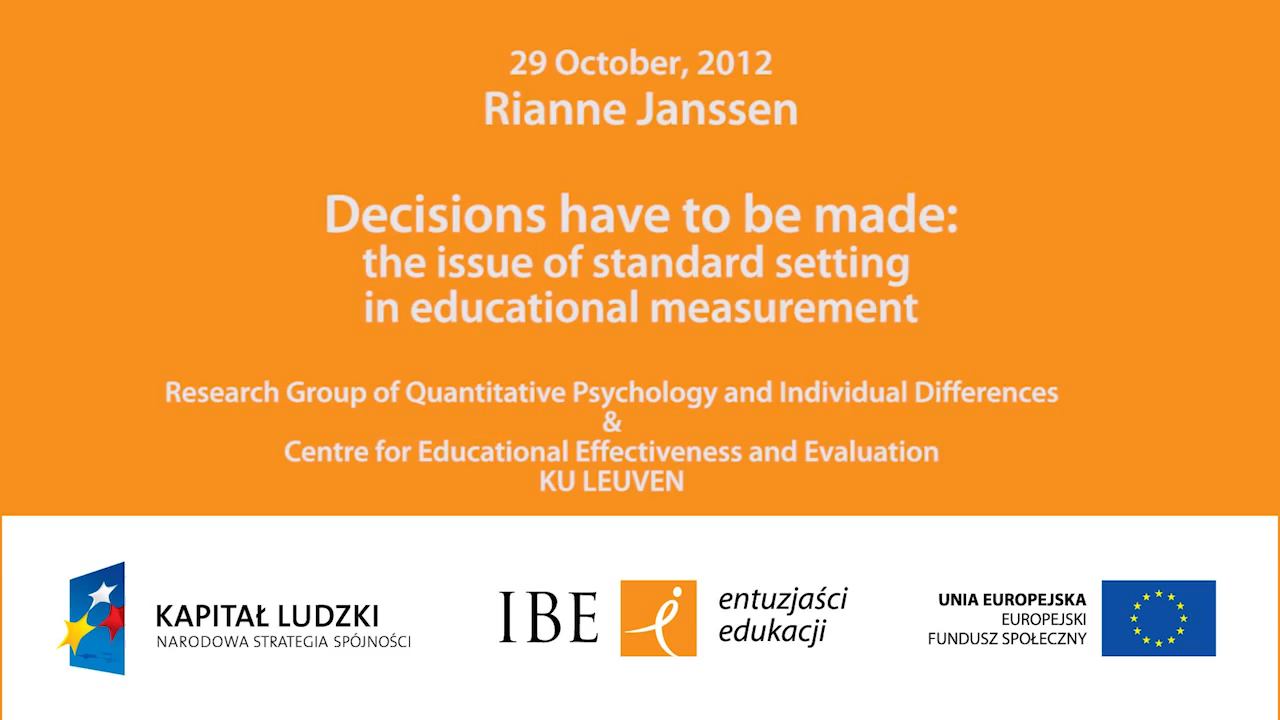 29 October, 2012
Rianne Janssen
Decisions have to be made:
the issue of standard setting
in educational measurement
Research Group of Quantitative Psychology and Individual Differences
&
Centre for Educational Effectiveness and Evaluation
KU LEUVEN
KAPITAŁ LUDZKI
NARODOWA STRATEGIA SPÓJNOŚCI
IBE
entuzjaści
edukacji
UNIA EUROPEJSKA
EUROPEJSKI
FUNDUSZ SPOŁECZNY